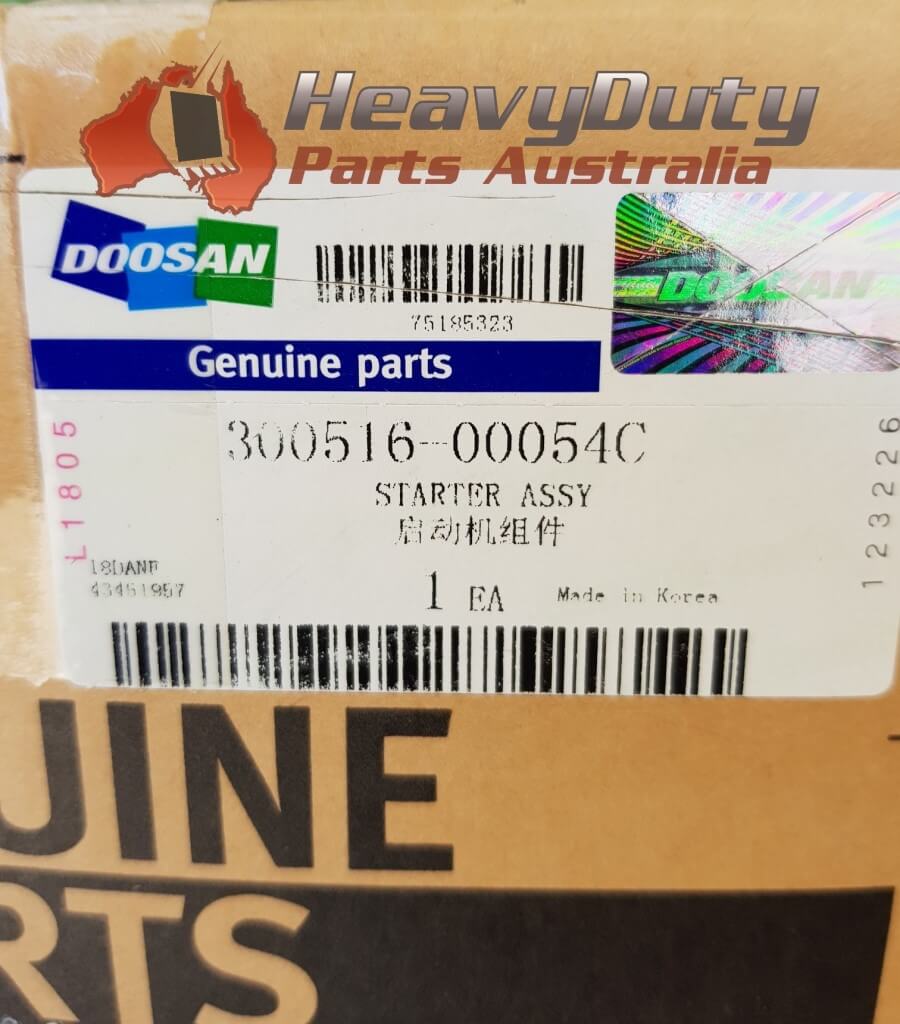 HeavyDuty
Parts Australia
DOOSAN
75185323
DOOSAN
Genuine parts
L1805
300516-00054C
123226
STARTER ASSY
启动机组件
18DANF
43461957
1 EA Made in Korea
UINE
RTS